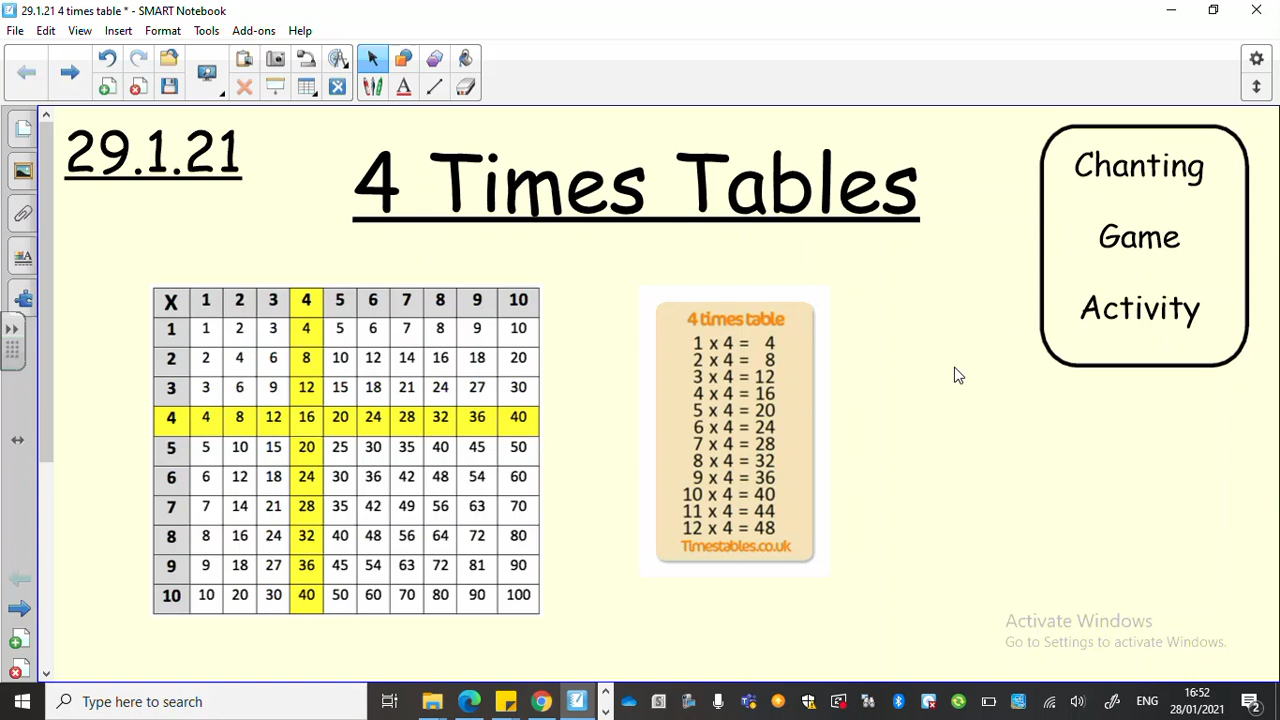 29.1.21 4 times table * - SMART Notebook
File Edit View Insert Format Tools Add-ons Help
29.1.21
4 Times Tables
Chanting
Game
Activity
X 1 2 3 4 5 6 7 8 9 10
1 1 2 3 4 5 6 7 8 9 10
2 2 4 6 8 10 12 14 16 18 20
3 3 6 9 12 15 18 21 24 27 30
4 4 8 12 16 20 24 28 32 36 40
5 5 10 15 20 25 30 35 40 45 50
6 6 12 18 24 30 36 42 48 54 60
7 7 14 21 28 35 42 49 56 63 70
8 8 16 24 32 40 48 56 64 72 80
9 9 18 27 36 45 54 63 72 81 90
10 10 20 30 40 50 60 70 80 90 100
4 times table
1 x 4 = 4
2 x 4 = 8
3 x 4 = 12
4 x 4 = 16
5 x 4 = 20
6 x 4 = 24
7 x 4 = 28
8 x 4 = 32
9 x 4 = 36
10 x 4 = 40
11 x 4 = 44
12 x 4 = 48
Timestables.co.uk
Activate Windows
Go to Settings to activate Windows.
Type here to search
ENG
16:52
28/01/2021
2